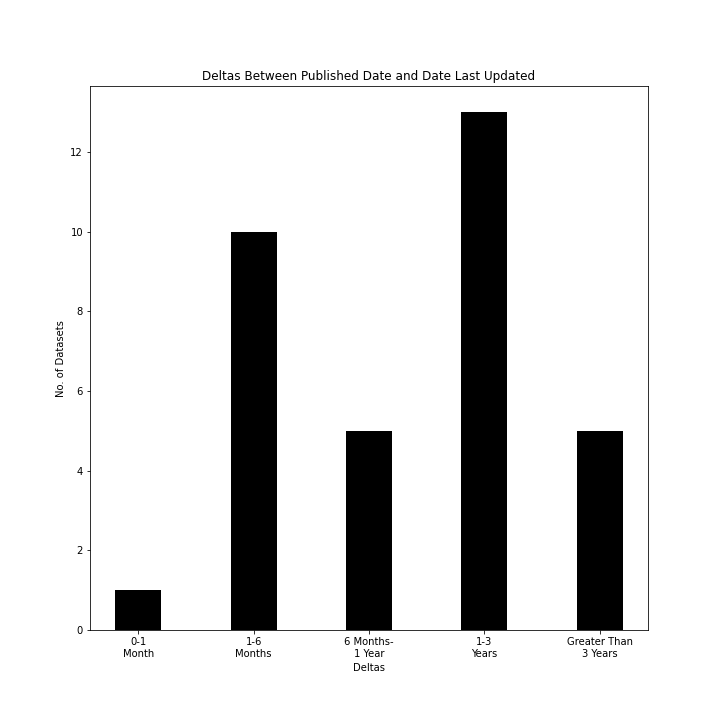 Deltas Between Published Date and Date Last Updated
No. of Datasets
12
10
8
6
4
2
0
0-1
Month
1-6
Months
6 Months-
1 Year
1-3
Years
Greater Than
3 Years
Deltas